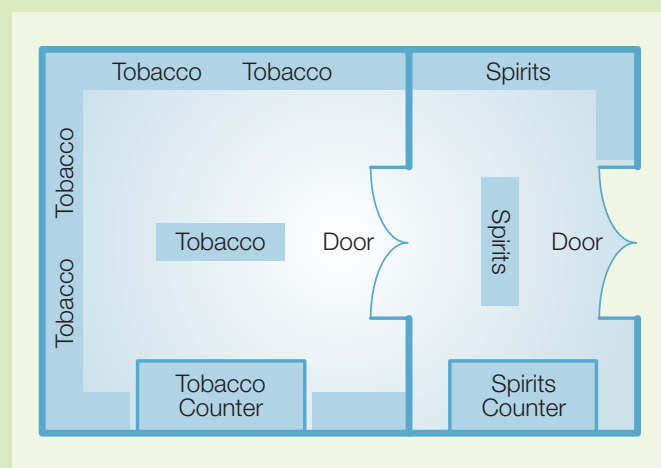 Tobacco Tobacco
Spirits
Tobacco
Tobacco
Tobacco
Door
Spirits
Door
Tobacco
Counter
Spirits
Counter